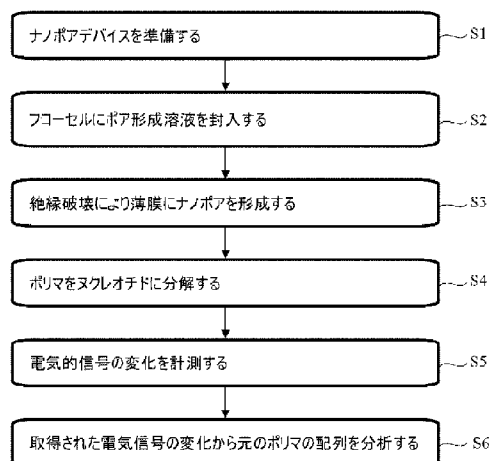 ナノポアデバイスを準備する S1
フローセルにポア形成溶液を封入する S2
絶縁破壊により薄膜にナノポアを形成する S3
ポリマをヌクレオチドに分解する S4
電気的信号の変化を計測する S5
取得された電気信号の変化から元のポリマの配列を分析する S6